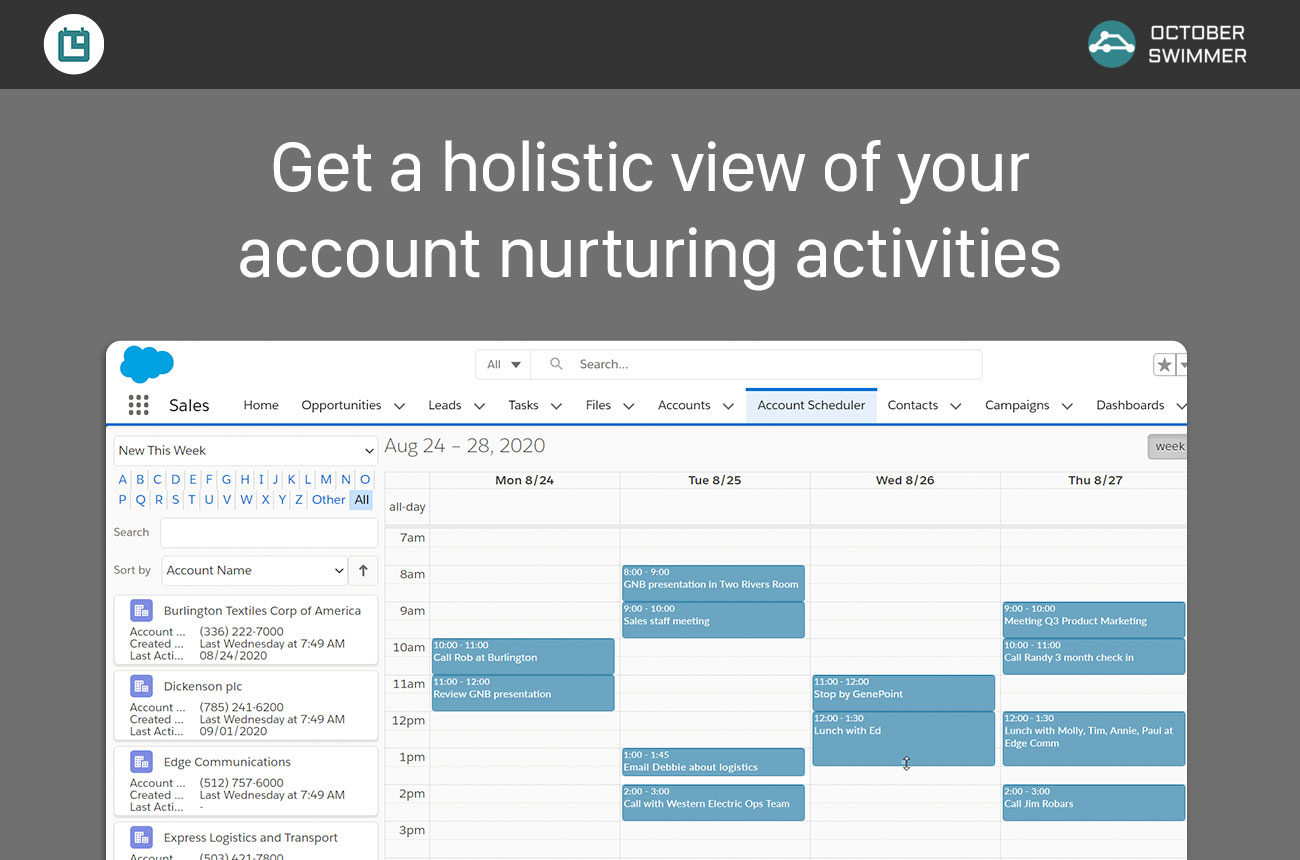 OCTOBER
SWIMMER
Get a holistic view of your
account nurturing activities
All
Search...
Sales
Home
Opportunities
Leads
Tasks
Files
Accounts
Account Scheduler
Contacts
Campaigns
Dashboards
New This Week
A B C D E F G H I J K L M N O
P Q R S T U V W X Y Z Other All
Search
Sort by
Account Name
Burlington Textiles Corp of America
Account ... (336) 222-7000
Created ... Last Wednesday at 7:49 AM
Last Acti... 08/24/2020
Dickenson plc
Account ... (785) 241-6200
Created ... Last Wednesday at 7:49 AM
Last Acti... 09/01/2020
Edge Communications
Account ... (512) 757-6000
Created ... Last Wednesday at 7:49 AM
Last Acti... -
Express Logistics and Transport
Account (503) 421-7800
Aug 24 – 28, 2020
week
Mon 8/24
Tue 8/25
Wed 8/26
Thu 8/27
all-day
7am
8am
9am
10am
11am
12pm
1pm
2pm
3pm
10:00 - 11:00
Call Rob at Burlington
11:00 - 12:00
Review GNB presentation
8:00 - 9:00
GNB presentation in Two Rivers Room
9:00 - 10:00
Sales staff meeting
1:00 - 1:45
Email Debbie about logistics
2:00 - 3:00
Call with Western Electric Ops Team
11:00 - 12:00
Stop by GenePoint
12:00 - 1:30
Lunch with Ed
9:00 - 10:00
Meeting Q3 Product Marketing
10:00 - 11:00
Call Randy 3 month check in
12:00 - 1:30
Lunch with Molly, Tim, Annie, Paul at
Edge Comm
2:00 - 3:00
Call Jim Robars